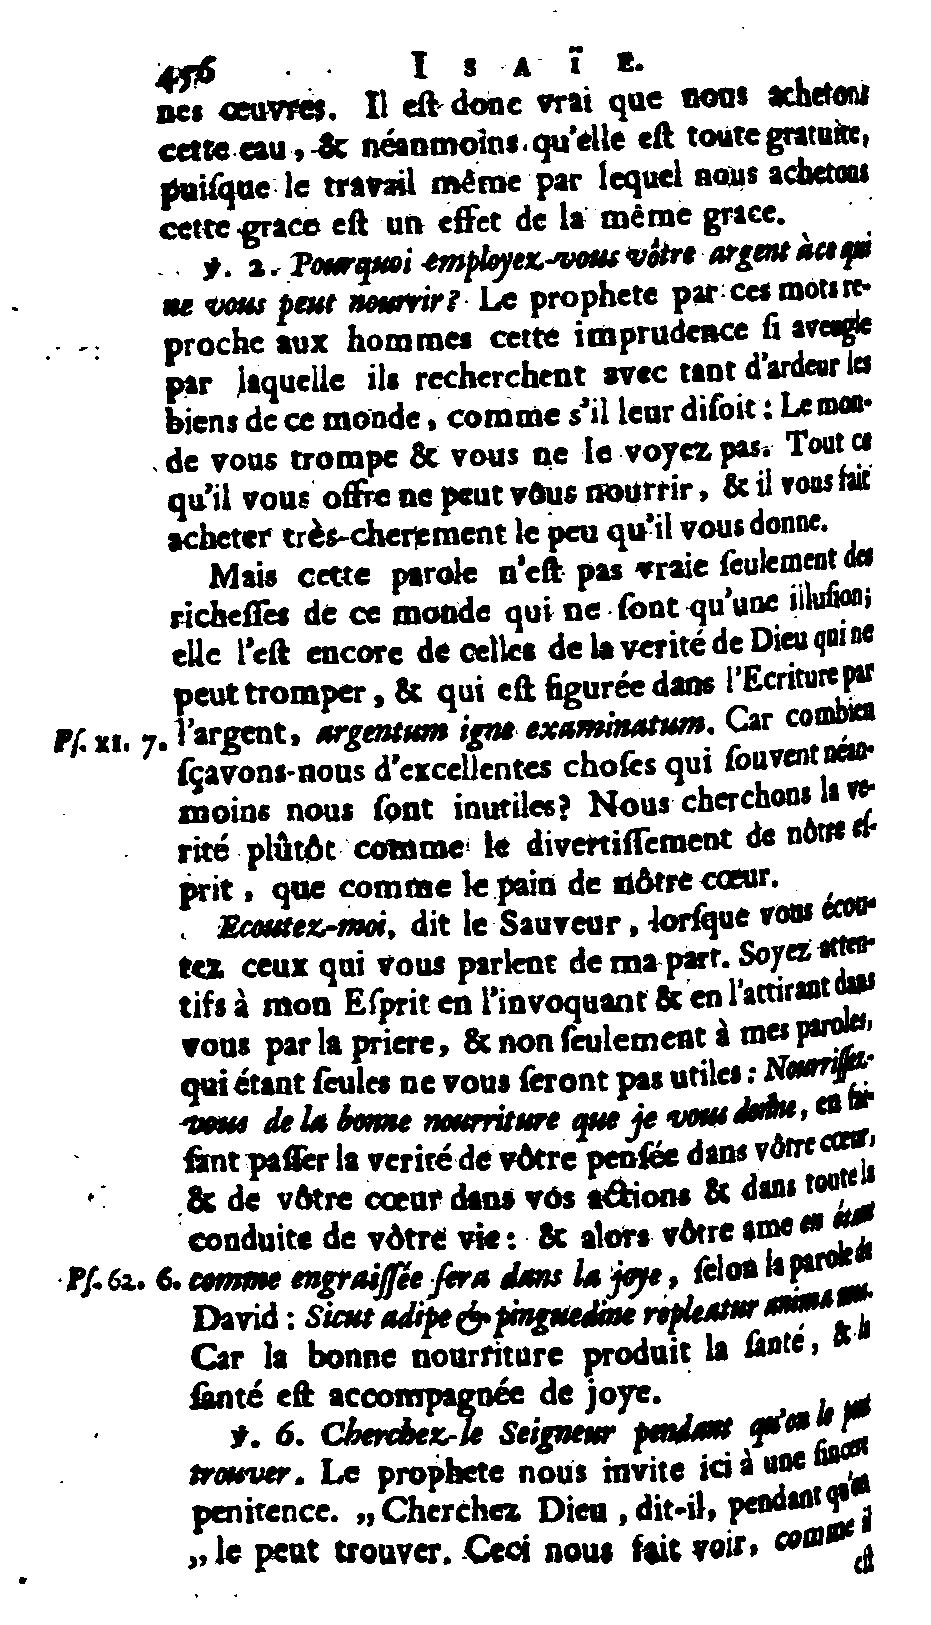 456 ISAÏE.
nes œuvres. Il eſt donc vrai que nous achetons
cette eau, & néanmoins qu'elle eſt toute gratuite,
puiſque le travail même par lequel nous achetons
cette grace eſt un effet de la même grace.
℣. 2. Pourquoi employez-vous vôtre argent à ce qui
ne vous peut nourrir? Le prophete par ces mots re-
proche aux hommes cette imprudence ſi aveugle
par laquelle ils recherchent avec tant d'ardeur les
biens de ce monde, comme s'il leur diſoit : Le mon-
de vous trompe & vous ne le voyez pas. Tout ce
qu'il vous offre ne peut vous nourrir, & il vous fait
acheter très-cherement le peu qu'il vous donne.
Mais cette parole n'eſt pas vraie ſeulement des
richeſſes de ce monde qui ne ſont qu'une illuſion;
elle l'eſt encore de celles de la verité de Dieu qui ne
peut tromper, & qui eſt figurée dans l'Ecriture par
Pſ. XI. 7. l'argent, argentum igne examinatum. Car combien
ſçavons-nous d'excellentes choſes qui ſouvent néan-
moins nous ſont inutiles? Nous cherchons la ve-
rité plûtôt comme le divertiſſement de nôtre eſ-
prit, que comme le pain de nôtre cœur.
Ecoutez-moi, dit le Sauveur, lorſque vous écou-
tez ceux qui vous parlent de ma part. Soyez atten-
tifs à mon Eſprit en l'invoquant & en l'attirant dans
vous par la priere, & non ſeulement à mes paroles,
qui étant ſeules ne vous ſeront pas utiles : Nourriſſez-
vous de la bonne nourriture que je vous donne, en fai-
ſant paſſer la verité de vôtre penſée dans vôtre cœur,
& de vôtre cœur dans vos actions & dans toute la
conduite de vôtre vie : & alors vôtre ame en étant
Pſ. 62. 6. comme engraiſſée ſera dans la joye, ſelon la parole de
David : Sicut adipe & pinguedine repleatur anima mea.
Car la bonne nourriture produit la ſanté, & la
ſanté eſt accompagnée de joye.
℣. 6. Cherchez-le Seigneur pendant qu'on le peut
trouver. Le prophete nous invite ici à une ſincere
penitence. „Cherchez Dieu, dit-il, pendant qu'on
„le peut trouver. Ceci nous fait voir, comme il
eſt